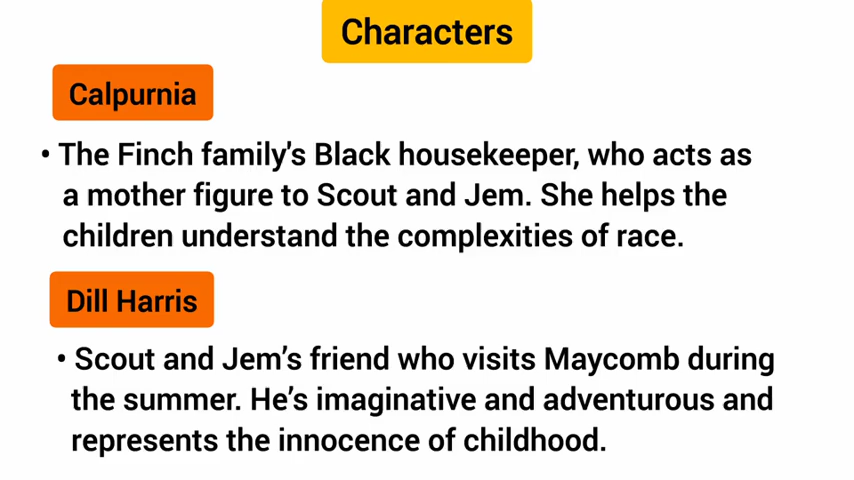 Characters
Calpurnia
• The Finch family's Black housekeeper, who acts as
a mother figure to Scout and Jem. She helps the
children understand the complexities of race.
Dill Harris
• Scout and Jem's friend who visits Maycomb during
the summer. He's imaginative and adventurous and
represents the innocence of childhood.